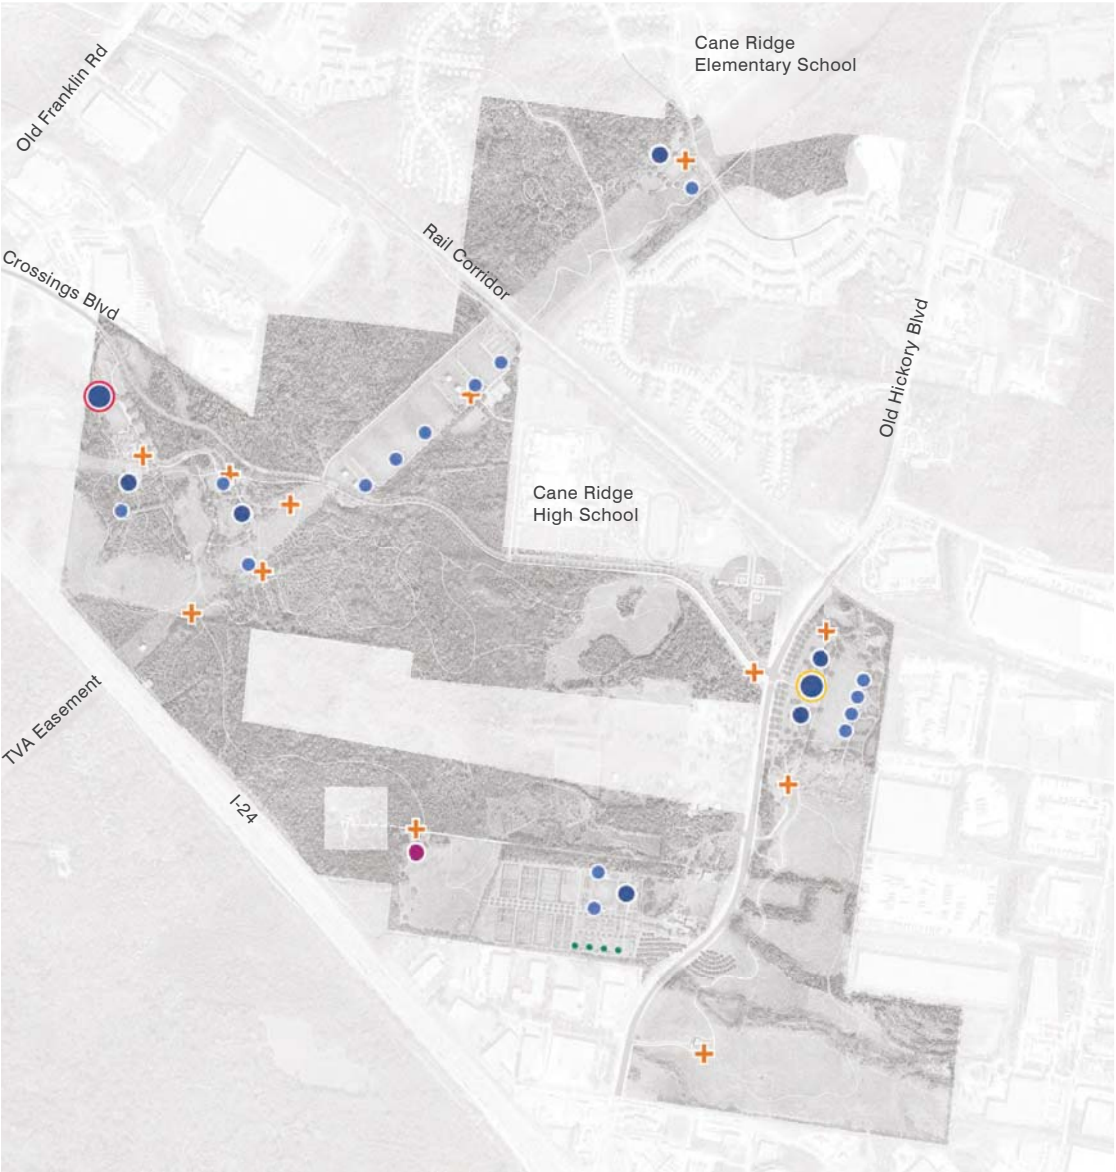 Cane Ridge
Elementary School
Old Franklin Rd
Rail Corridor
Crossings Blvd
Old Hickory Blvd
Cane Ridge
High School
TVA Easement
I-24